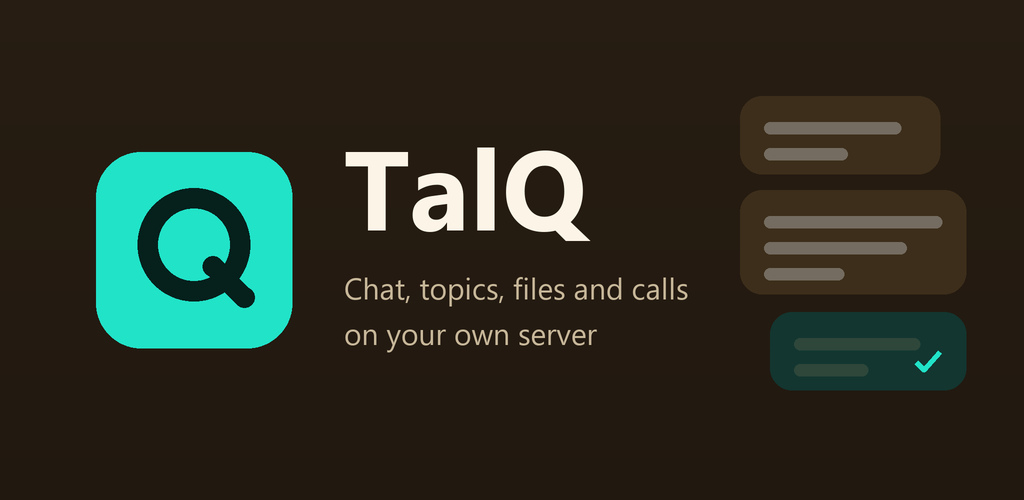 Q
TalQ
Chat, topics, files and calls
on your own server